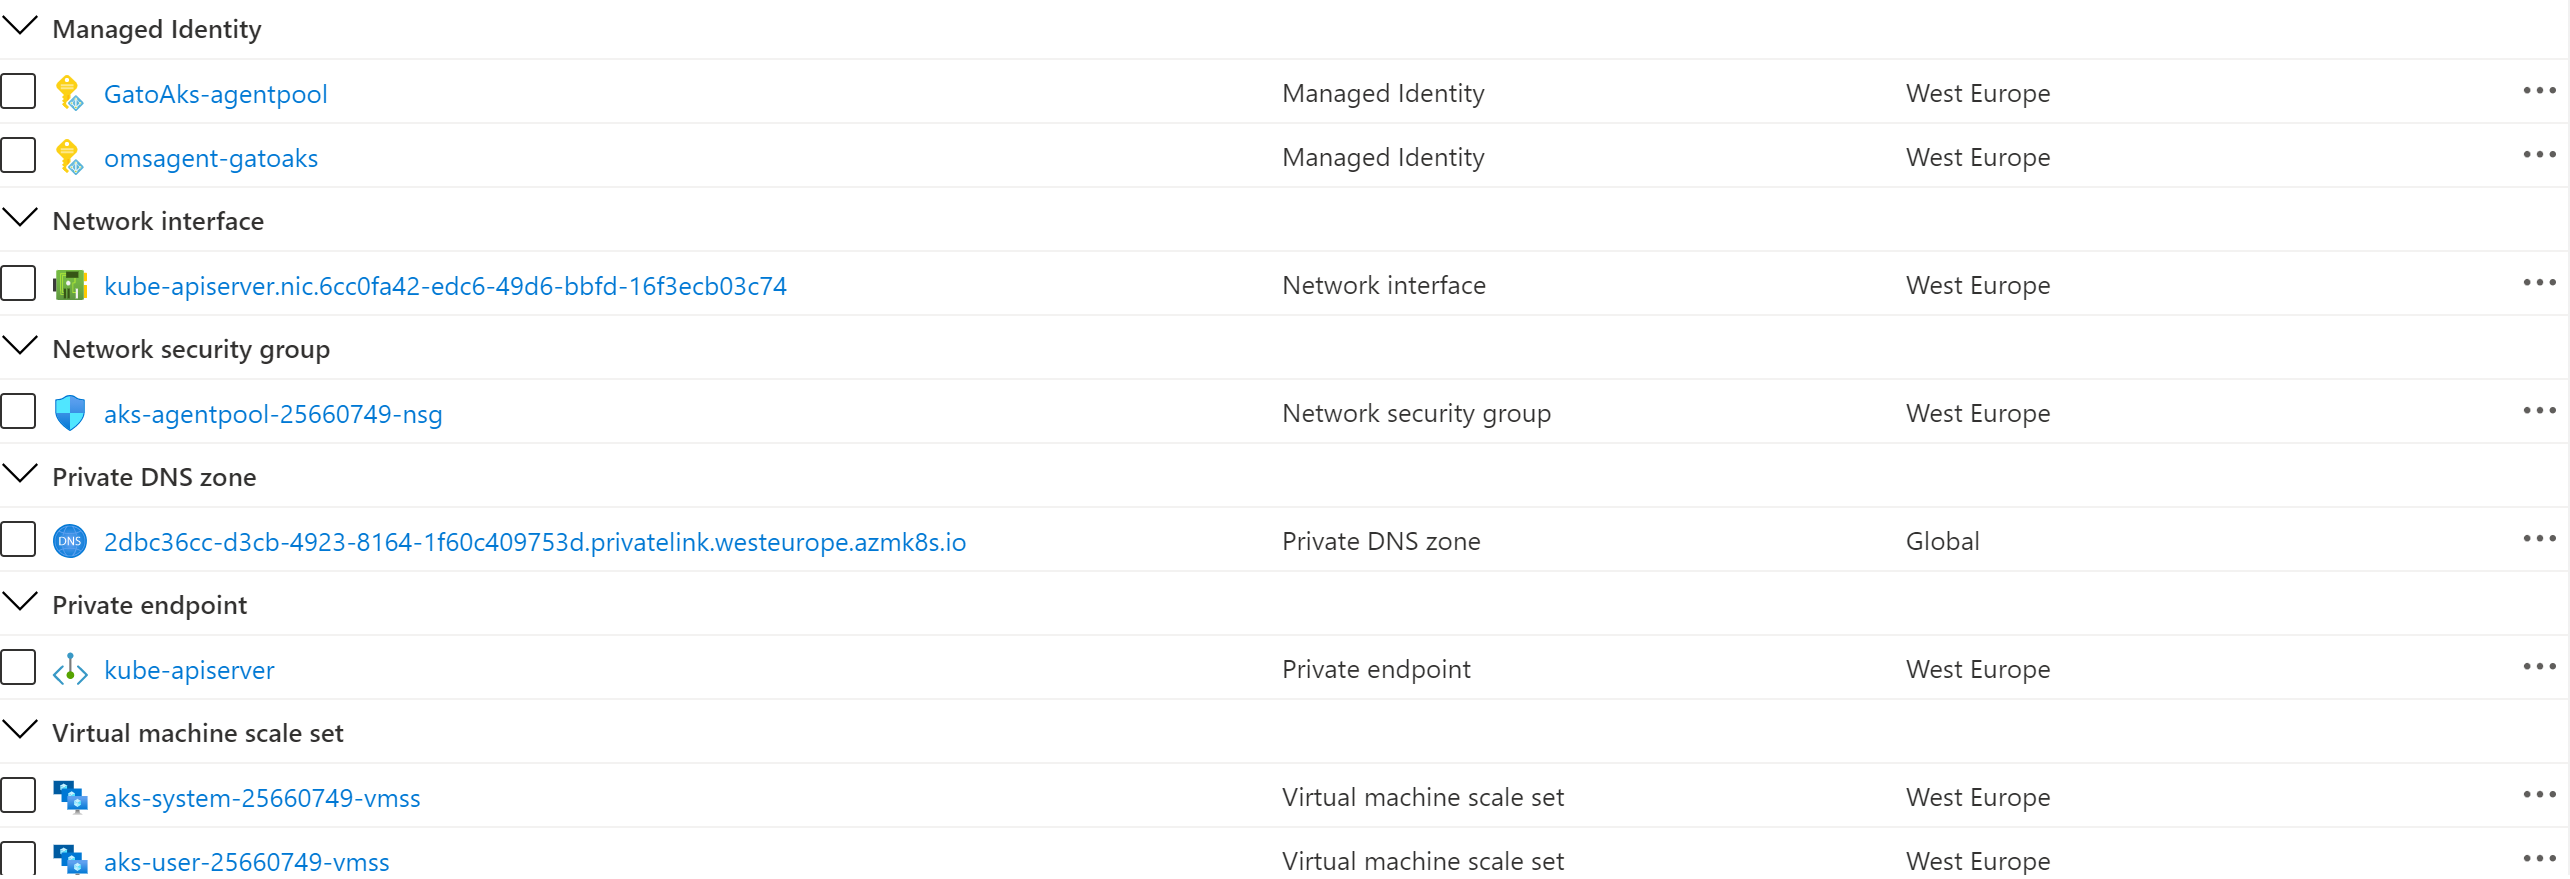 Managed Identity
GatoAks-agentpool Managed Identity West Europe
omsagent-gatoaks Managed Identity West Europe
Network interface
kube-apiserver.nic.6cc0fa42-edc6-49d6-bbfd-16f3ecb03c74 Network interface West Europe
Network security group
aks-agentpool-25660749-nsg Network security group West Europe
Private DNS zone
DNS 2dbc36cc-d3cb-4923-8164-1f60c409753d.privatelink.westeurope.azmk8s.io Private DNS zone Global
Private endpoint
kube-apiserver Private endpoint West Europe
Virtual machine scale set
aks-system-25660749-vmss Virtual machine scale set West Europe
aks-user-25660749-vmss Virtual machine scale set West Europe